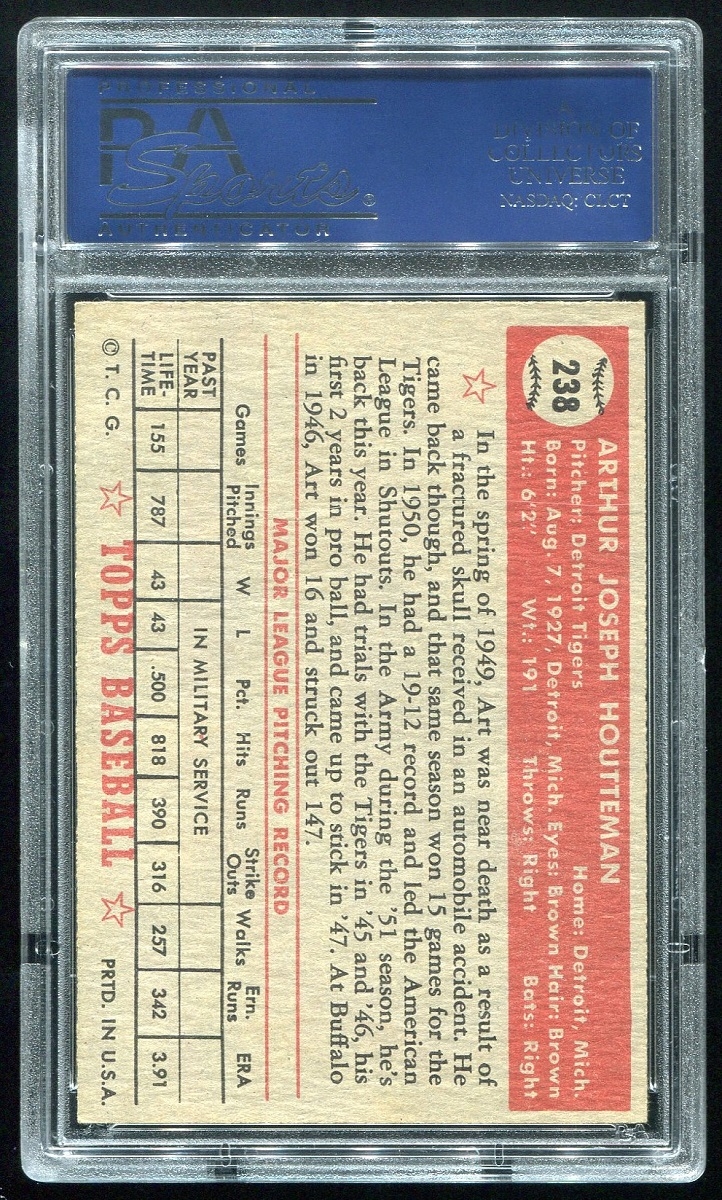 PROFESSIONAL
PSA
Sports®
AUTHENTICATOR
A
DIVISION OF
COLLECTORS
UNIVERSE
NASDAQ: CLCT
238
ARTHUR JOSEPH HOUTTEMAN
Pitcher: Detroit Tigers Home: Detroit, Mich.
Born: Aug. 7, 1927, Detroit, Mich. Eyes: Brown Hair: Brown
Ht.: 6'2" Wt.: 191 Throws: Right Bats: Right
In the spring of 1949, Art was near death as a result of
a fractured skull received in an automobile accident. He
came back though, and that same season won 15 games for the
Tigers. In 1950, he had a 19-12 record and led the American
League in Shutouts. In the Army during the '51 season, he's
back this year. He had trials with the Tigers in '45 and '46, his
first 2 years in pro ball, and came up to stick in '47. At Buffalo
in 1946, Art won 16 and struck out 147.
MAJOR LEAGUE PITCHING RECORD
Games Innings Pitched W L Pct. Hits Runs Strike Outs Walks Ern. Runs ERA
PAST YEAR IN MILITARY SERVICE
LIFE-TIME 155 787 43 43 .500 818 390 316 257 342 3.91
© T. C. G. TOPPS BASEBALL PRTD. IN U.S.A.